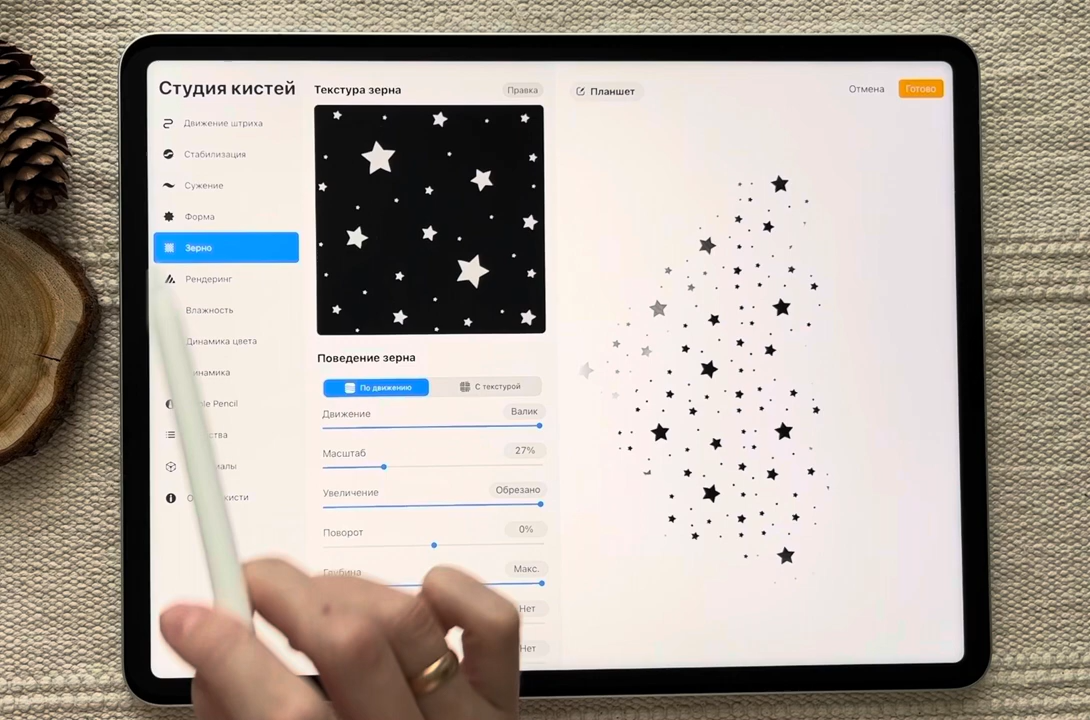 Студия кистей
Движение штриха
Стабилизация
Сужение
Форма
Зерно
Рендеринг
Влажность
Динамика цвета
Pencil
Текстура зерна
Правка
Поведение зерна
По движению
С текстурой
Движение
Валик
Масштаб
27%
Увеличение
Обрезано
Поворот
0%
Глубина
Макс.
Нет
Нет
Планшет
Отмена
Готово